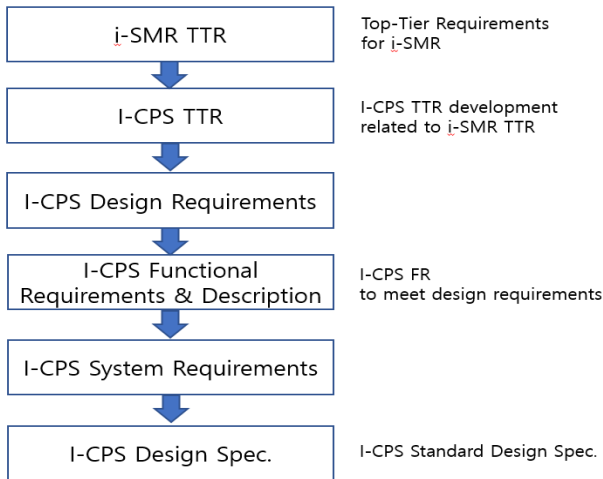 i-SMR TTR
Top-Tier Requirements
for i-SMR
I-CPS TTR
I-CPS TTR development
related to i-SMR TTR
I-CPS Design Requirements
I-CPS Functional
Requirements & Description
I-CPS FR
to meet design requirements
I-CPS System Requirements
I-CPS Design Spec.
I-CPS Standard Design Spec.